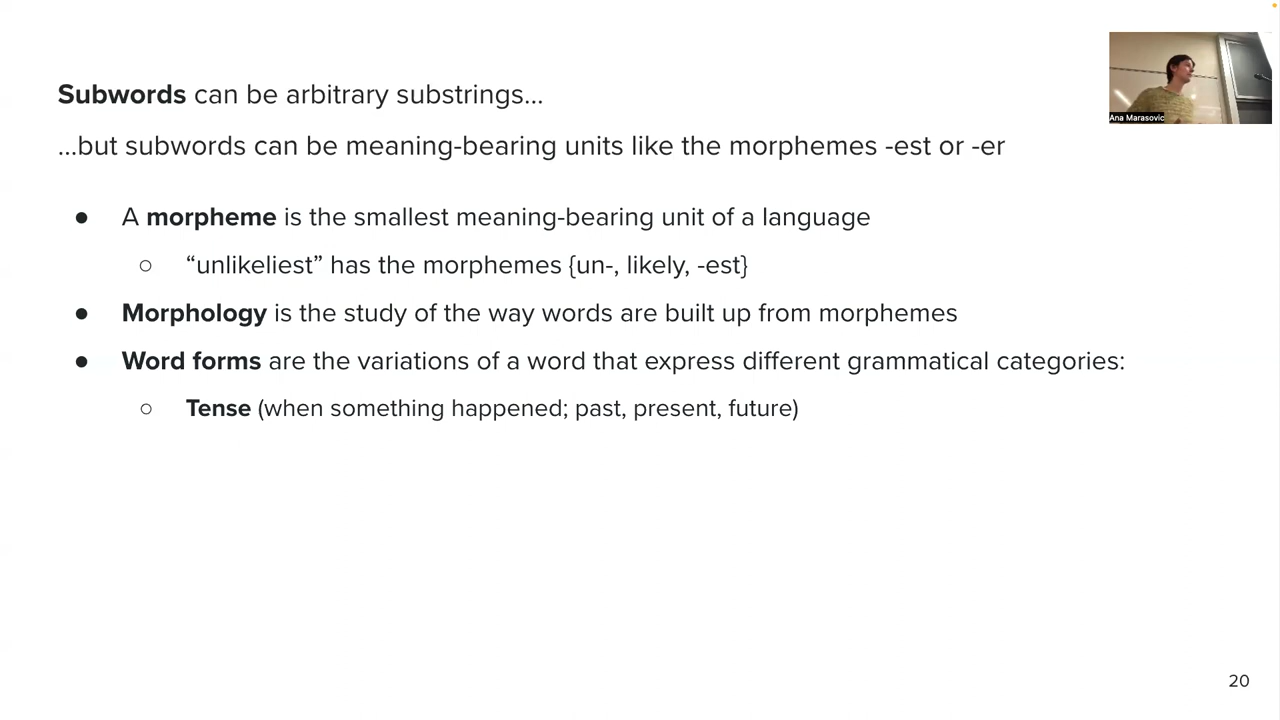 Subwords can be arbitrary substrings...
...but subwords can be meaning-bearing units like the morphemes -est or -er
● A morpheme is the smallest meaning-bearing unit of a language
○ “unlikeliest” has the morphemes {un-, likely, -est}
● Morphology is the study of the way words are built up from morphemes
● Word forms are the variations of a word that express different grammatical categories:
○ Tense (when something happened; past, present, future)
Ana Marasovic
20